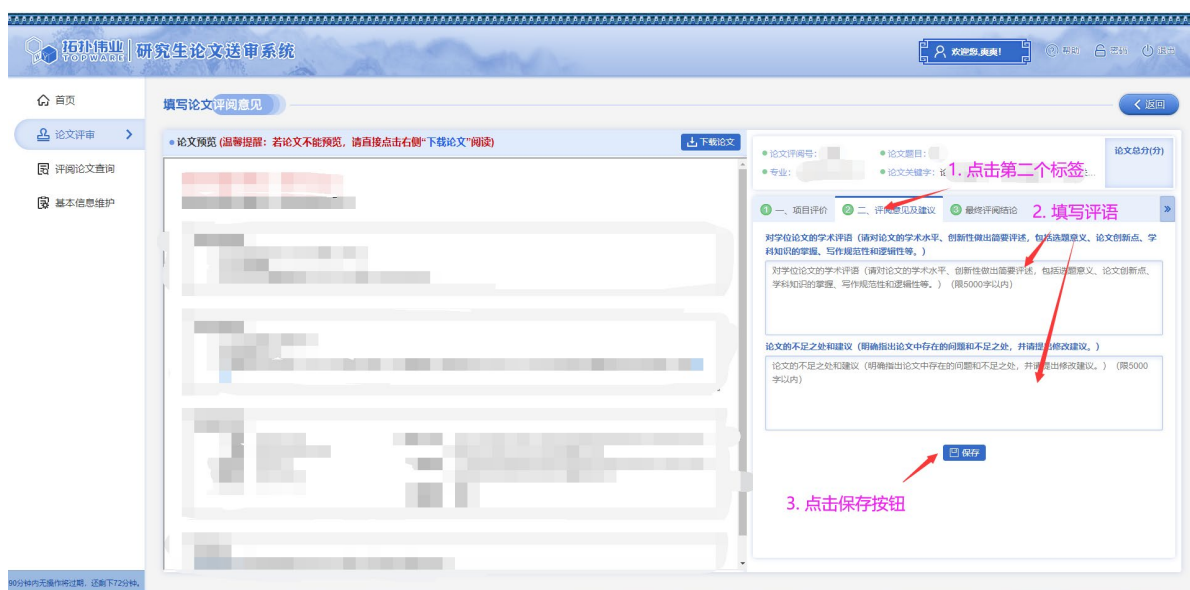 拓扑伟业
TOPWARE
研究生论文送审系统
欢迎您,爽爽!
帮助
密码
退出
首页
论文评审
评阅论文查询
基本信息维护
填写论文评阅意见
返回
论文预览 (温馨提醒：若论文不能预览，请直接点击右侧“下载论文”阅读)
下载论文
论文评阅号：
论文题目：
专业：
论文关键字：
论文总分(分)
1. 点击第二个标签
1 一、项目评价
2 二、评阅意见及建议
3 最终评阅结论
2. 填写评语
对学位论文的学术评语（请对论文的学术水平、创新性做出简要评述，包括选题意义、论文创新点、学
科知识的掌握、写作规范性和逻辑性等。）
对学位论文的学术评语（请对论文的学术水平、创新性做出简要评述，包括选题意义、论文创新点、
学科知识的掌握、写作规范性和逻辑性等。）（限5000字以内）
论文的不足之处和建议（明确指出论文中存在的问题和不足之处，并请提出修改建议。）
论文的不足之处和建议（明确指出论文中存在的问题和不足之处，并请提出修改建议。）（限5000
字以内）
保存
3. 点击保存按钮
90分钟内无操作将过期，还剩下72分钟。